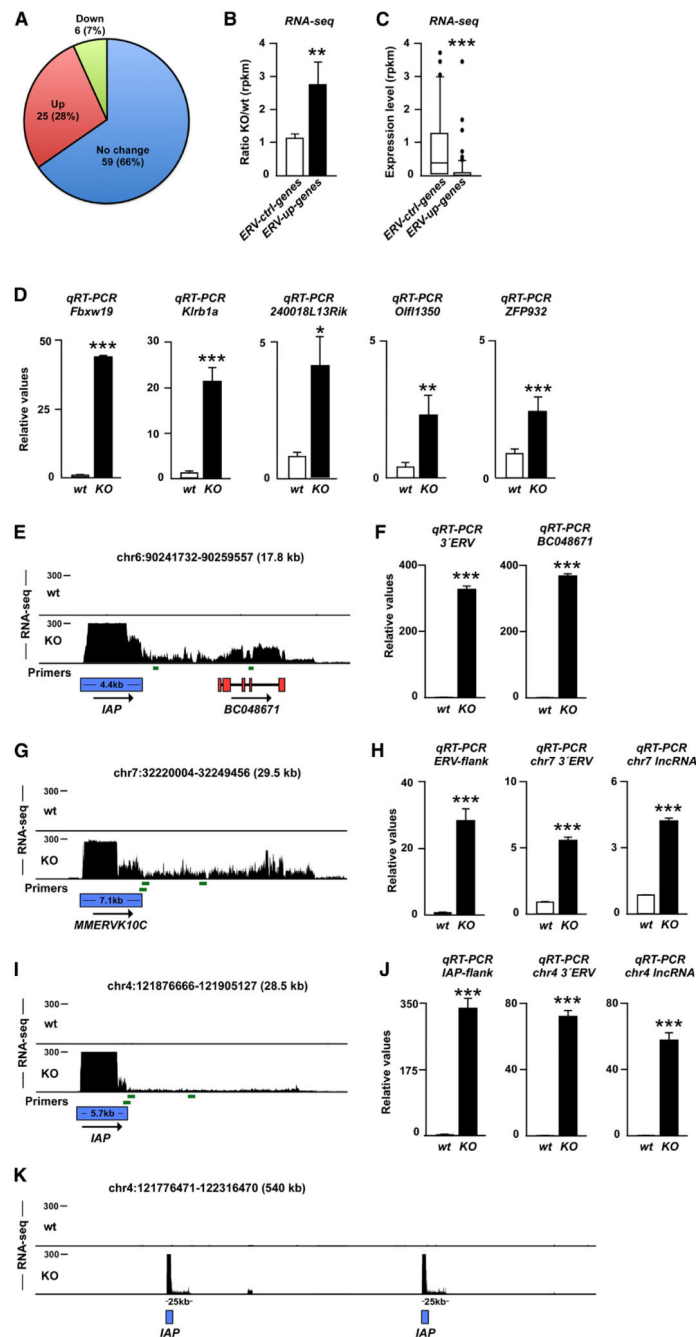 A
Down
6 (7%)
Up
25 (28%)
No change
59 (66%)
B
RNA-seq
Ratio KO/wt (rpkm)
4
3
2
1
0
**
ERV-ctrl-genes
ERV-up-genes
C
RNA-seq
Expression level (rpkm)
4
3
2
1
0
***
ERV-ctrl-genes
ERV-up-genes
D
Relative values
qRT-PCR
Fbxw19
50
25
0
***
wt KO
qRT-PCR
Klrb1a
30
20
10
0
***
wt KO
qRT-PCR
240018L13Rik
5
0
*
wt KO
qRT-PCR
Olfl1350
5
0
**
wt KO
qRT-PCR
ZFP932
5
0
***
wt KO
E
chr6:90241732-90259557 (17.8 kb)
RNA-seq
300
wt
300
KO
Primers
4.4kb
IAP
BC048671
F
Relative values
qRT-PCR
3´ERV
400
200
0
***
wt KO
qRT-PCR
BC048671
400
200
0
***
wt KO
G
chr7:32220004-32249456 (29.5 kb)
RNA-seq
300
wt
300
KO
Primers
7.1kb
MMERVK10C
H
Relative values
qRT-PCR
ERV-flank
40
20
0
***
wt KO
qRT-PCR
chr7 3´ERV
10
5
0
***
wt KO
qRT-PCR
chr7 lncRNA
6
3
0
***
wt KO
I
chr4:121876666-121905127 (28.5 kb)
RNA-seq
300
wt
300
KO
Primers
5.7kb
IAP
J
Relative values
qRT-PCR
IAP-flank
350
175
0
***
wt KO
qRT-PCR
chr4 3´ERV
80
40
0
***
wt KO
qRT-PCR
chr4 lncRNA
80
40
0
***
wt KO
K
chr4:121776471-122316470 (540 kb)
RNA-seq
300
wt
300
KO
-25kb-
-25kb-
IAP
IAP